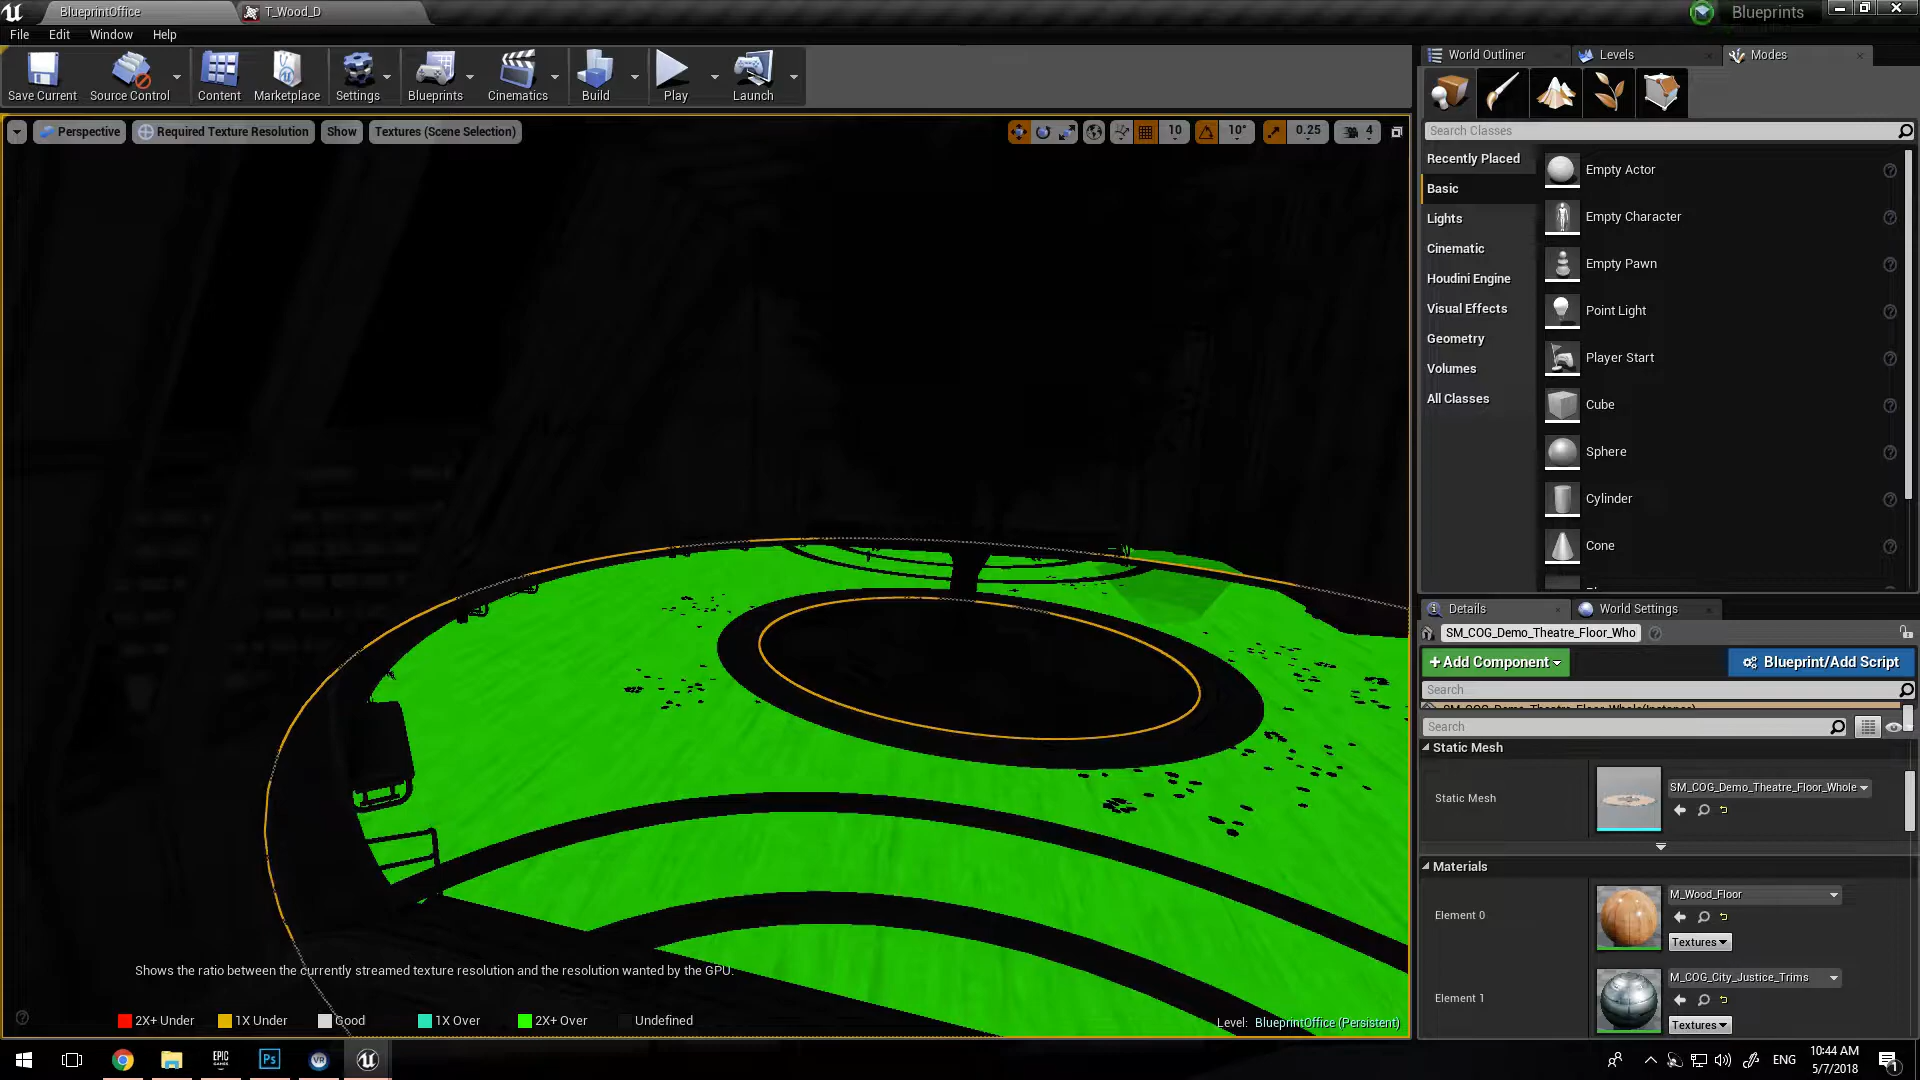 BlueprintOffice
T_Wood_D
Blueprints
File Edit Window Help
Save Current
Source Control
Content
Marketplace
Settings
Blueprints
Cinematics
Build
Play
Launch
Perspective
Required Texture Resolution
Show
Textures (Scene Selection)
10
10°
0.25
4
World Outliner
Levels
Modes
Search Classes
Recently Placed
Basic
Lights
Cinematic
Houdini Engine
Visual Effects
Geometry
Volumes
All Classes
Empty Actor
Empty Character
Empty Pawn
Point Light
Player Start
Cube
Sphere
Cylinder
Cone
Details
World Settings
SM_COG_Demo_Theatre_Floor_Who
+Add Component
Blueprint/Add Script
Search
SM_COG_Demo_Theatre_Floor_Whole(Instance)
Search
Static Mesh
Static Mesh
SM_COG_Demo_Theatre_Floor_Whole
Materials
Element 0
M_Wood_Floor
Textures
Element 1
M_COG_City_Justice_Trims
Textures
Shows the ratio between the currently streamed texture resolution and the resolution wanted by the GPU.
2X+ Under
1X Under
Good
1X Over
2X+ Over
Undefined
Level: BlueprintOffice (Persistent)
EPIC
GAMES
Ps
VR
ENG
10:44 AM
5/7/2018
1